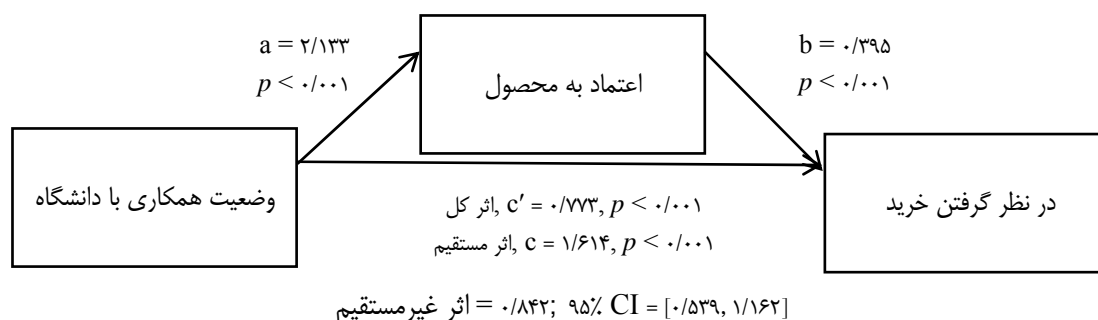 a = ۲/۱۳۳
p < ۰/۰۰۱
اعتماد به محصول
b = ۰/۳۹۵
p < ۰/۰۰۱
وضعیت همکاری با دانشگاه
در نظر گرفتن خرید
اثر کل, c′ = ۰/۷۷۳, p < ۰/۰۰۱
اثر مستقیم, c = ۱/۶۱۴, p < ۰/۰۰۱
اثر غیرمستقیم = ۰/۸۴۲; ۹۵٪ CI = [۰/۵۳۹, ۱/۱۶۲]